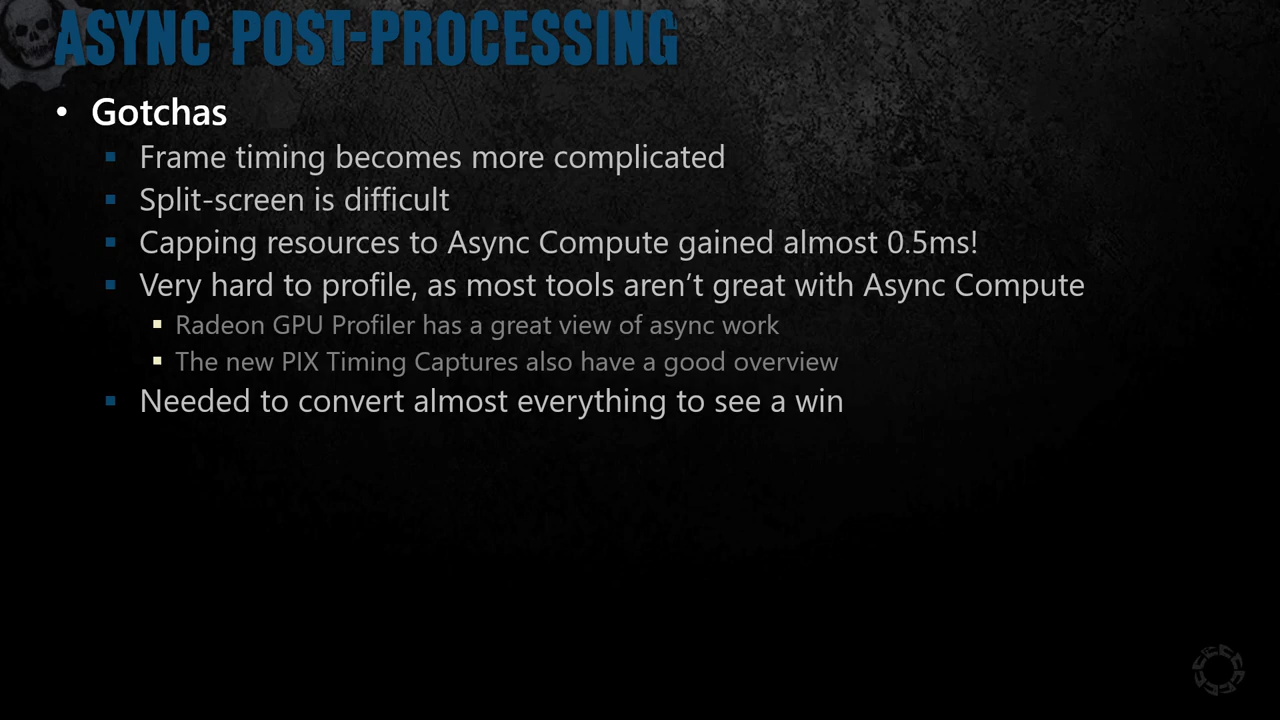 ASYNC POST-PROCESSING
• Gotchas
▪ Frame timing becomes more complicated
▪ Split-screen is difficult
▪ Capping resources to Async Compute gained almost 0.5ms!
▪ Very hard to profile, as most tools aren’t great with Async Compute
▪ Radeon GPU Profiler has a great view of async work
▪ The new PIX Timing Captures also have a good overview
▪ Needed to convert almost everything to see a win